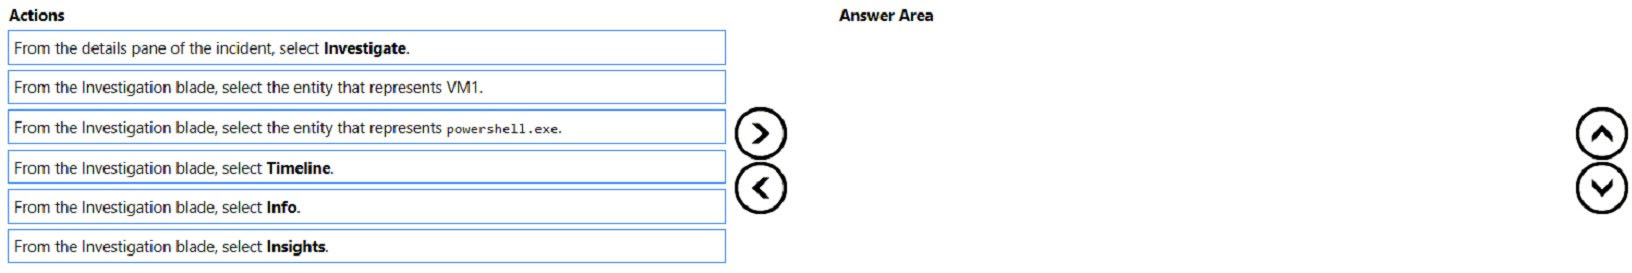 Actions
Answer Area
From the details pane of the incident, select Investigate.
From the Investigation blade, select the entity that represents VM1.
From the Investigation blade, select the entity that represents powershell.exe.
From the Investigation blade, select Timeline.
From the Investigation blade, select Info.
From the Investigation blade, select Insights.